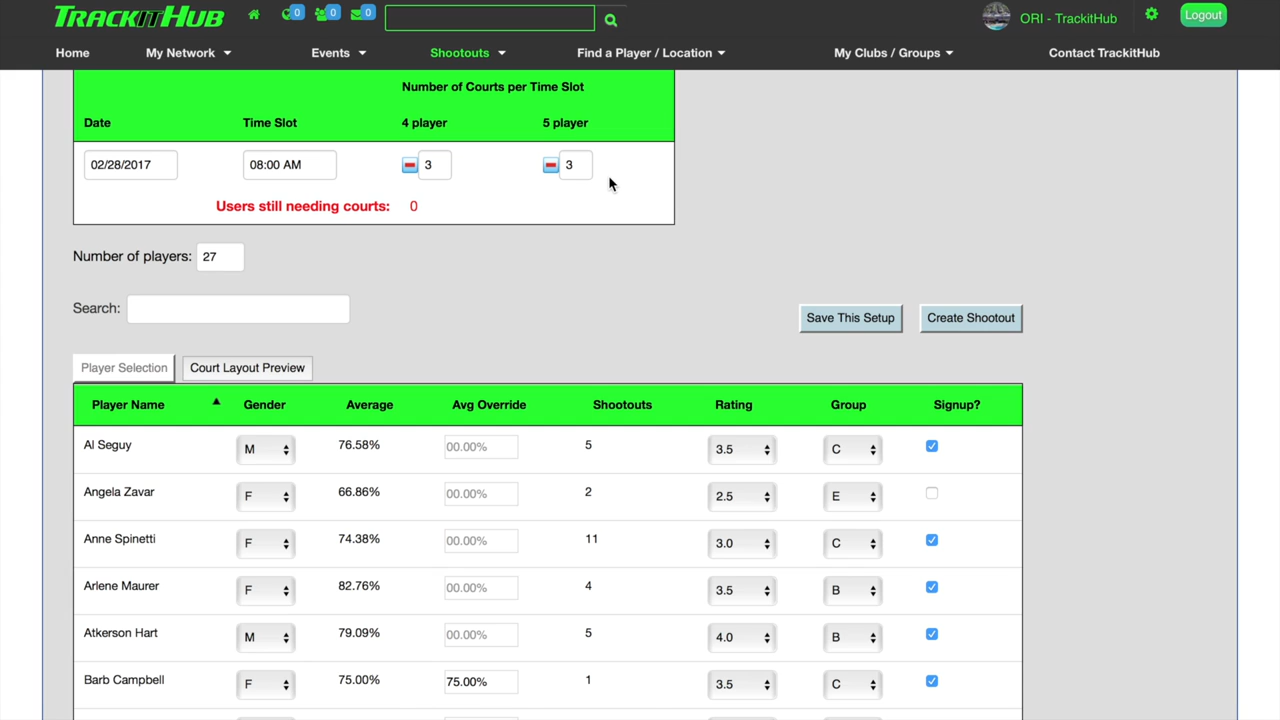 TRACKITHUB
0 0 0
ORI - TrackitHub
Logout
Home My Network Events Shootouts Find a Player / Location My Clubs / Groups Contact TrackitHub
Number of Courts per Time Slot
Date Time Slot 4 player 5 player
02/28/2017 08:00 AM 3 3
Users still needing courts: 0
Number of players: 27
Search:
Save This Setup Create Shootout
Player Selection Court Layout Preview
Player Name Gender Average Avg Override Shootouts Rating Group Signup?
Al Seguy M 76.58% 00.00% 5 3.5 C
Angela Zavar F 66.86% 00.00% 2 2.5 E
Anne Spinetti F 74.38% 00.00% 11 3.0 C
Arlene Maurer F 82.76% 00.00% 4 3.5 B
Atkerson Hart M 79.09% 00.00% 5 4.0 B
Barb Campbell F 75.00% 75.00% 1 3.5 C